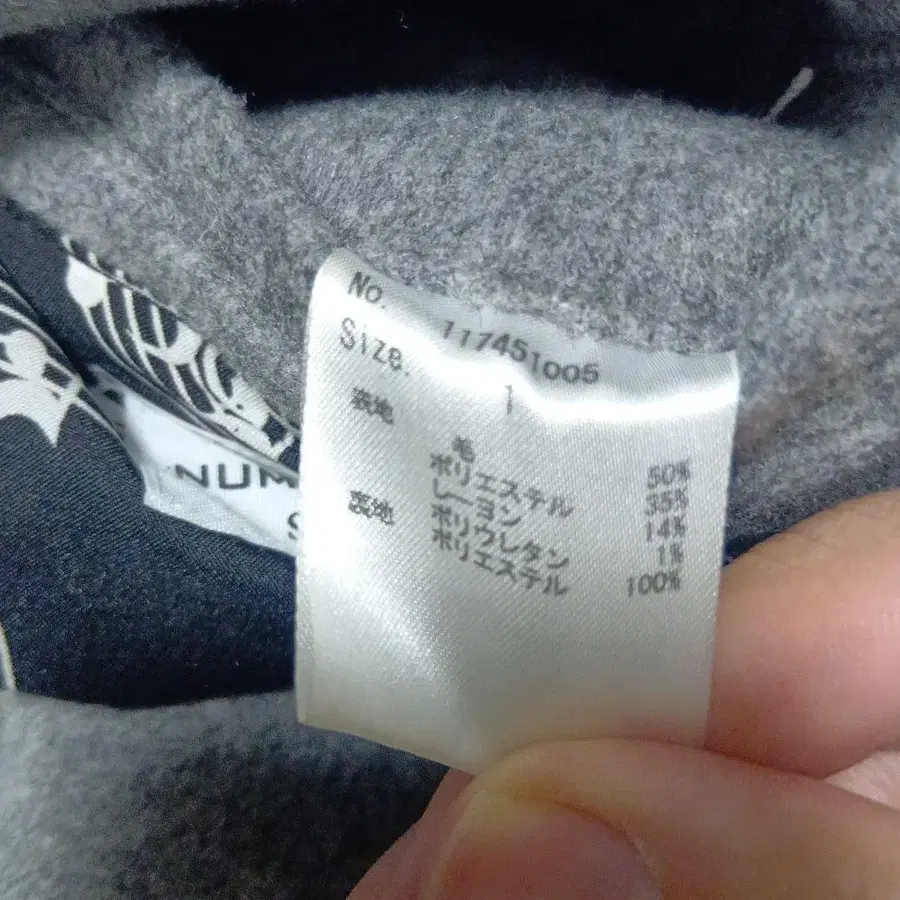 No. 117451005
Size. 1
表地 毛 50%
ポリエステル 35%
レーヨン 14%
ポリウレタン 1%
裏地 ポリエステル 100%
NUM
S